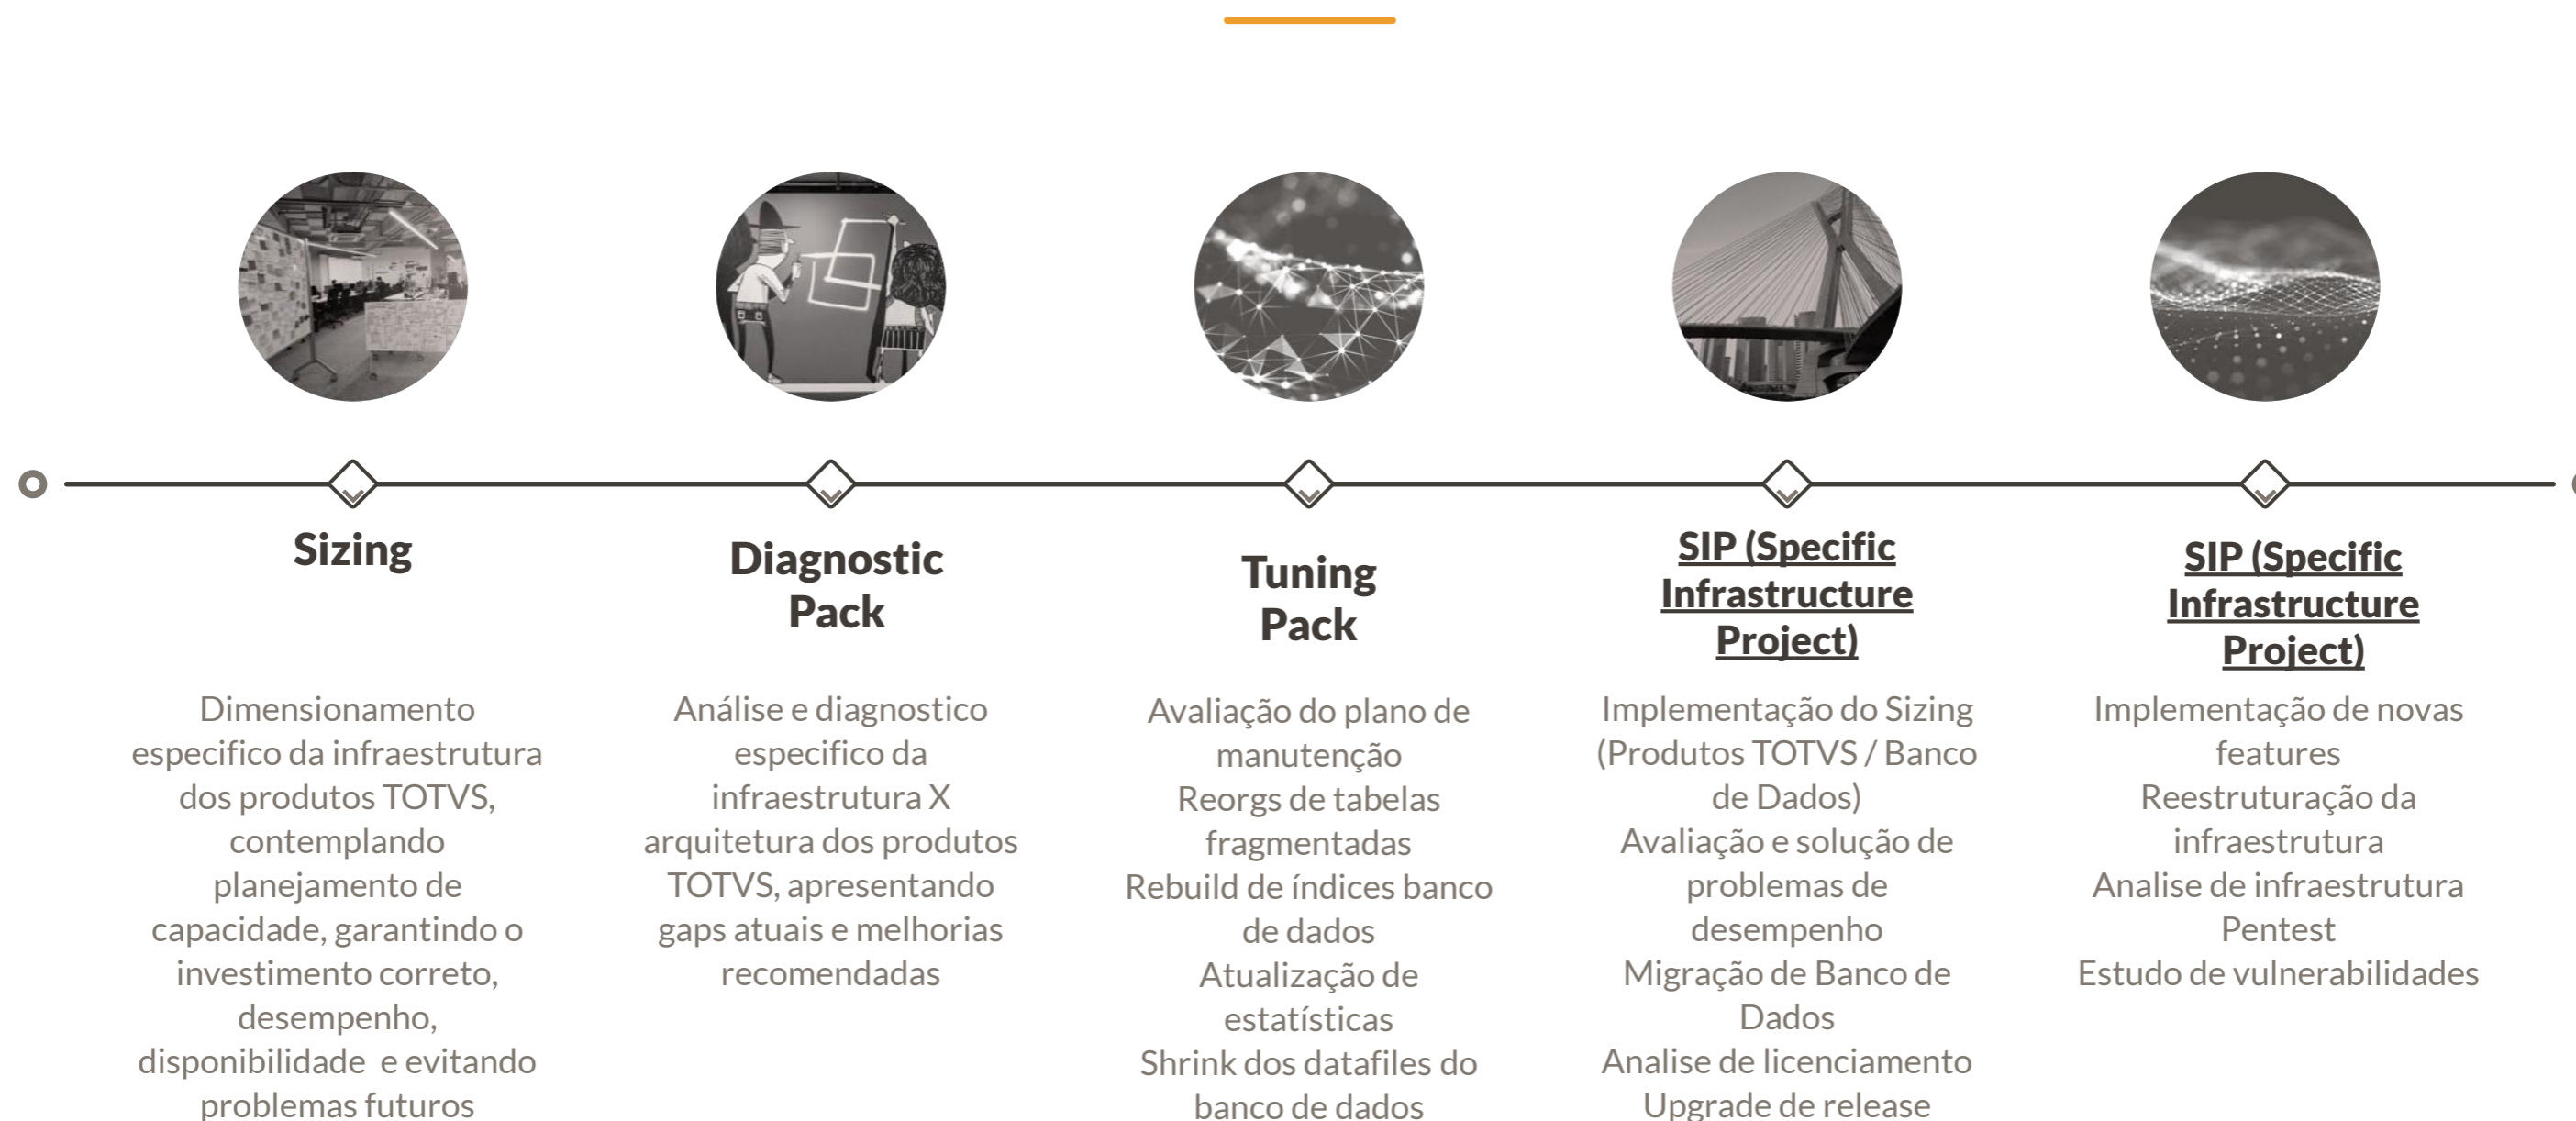 Sizing
Dimensionamento
especifico da infraestrutura
dos produtos TOTVS,
contemplando
planejamento de
capacidade, garantindo o
investimento correto,
desempenho,
disponibilidade  e evitando
problemas futuros
Diagnostic
Pack
Análise e diagnostico
especifico da
infraestrutura X
arquitetura dos produtos
TOTVS, apresentando
gaps atuais e melhorias
recomendadas
Tuning
Pack
Avaliação do plano de
manutenção
Reorgs de tabelas
fragmentadas
Rebuild de índices banco
de dados
Atualização de
estatísticas
Shrink dos datafiles do
banco de dados
SIP (Specific
Infrastructure
Project)
Implementação do Sizing
(Produtos TOTVS / Banco
de Dados)
Avaliação e solução de
problemas de
desempenho
Migração de Banco de
Dados
Analise de licenciamento
Upgrade de release
SIP (Specific
Infrastructure
Project)
Implementação de novas
features
Reestruturação da
infraestrutura
Analise de infraestrutura
Pentest
Estudo de vulnerabilidades